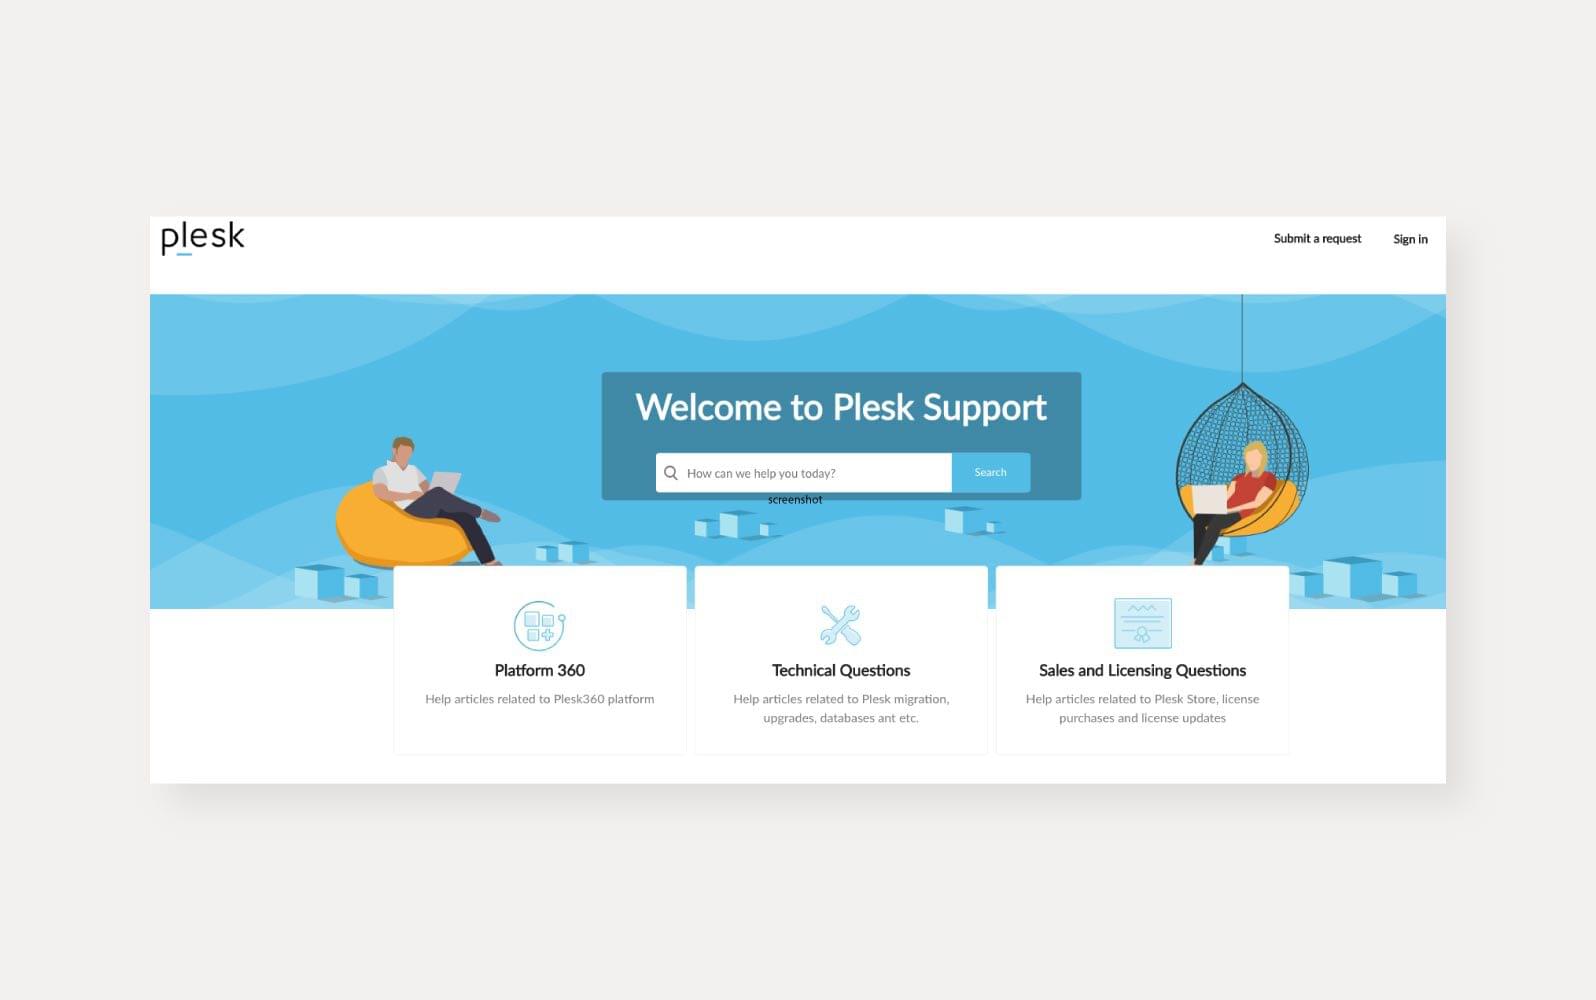 plesk
Submit a request
Sign in
Welcome to Plesk Support
How can we help you today?
Search
screenshot
Platform 360
Help articles related to Plesk360 platform
Technical Questions
Help articles related to Plesk migration,
upgrades, databases ant etc.
Sales and Licensing Questions
Help articles related to Plesk Store, license
purchases and license updates